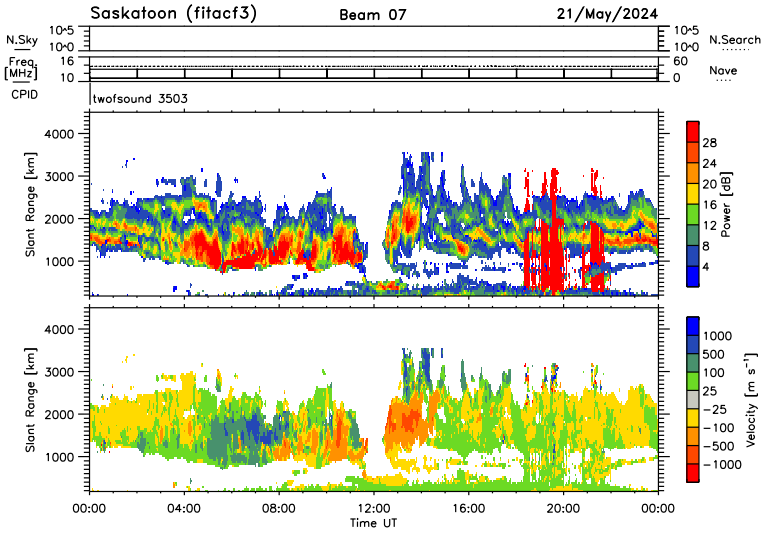 Saskatoon (fitacf3) Beam 07 21/May/2024
10^5 10^5
N.Sky N.Search
10^0 10^0
Freq. 16 60
[MHz] Nave
10 0
CPID
twofsound 3503
4000
3000
2000
1000
Slant Range [km]
28
24
20
16
12
8
4
Power [dB]
4000
3000
2000
1000
Slant Range [km]
1000
500
100
25
-25
-100
-500
-1000
Velocity [m s⁻¹]
00:00 04:00 08:00 12:00 16:00 20:00 00:00
Time UT